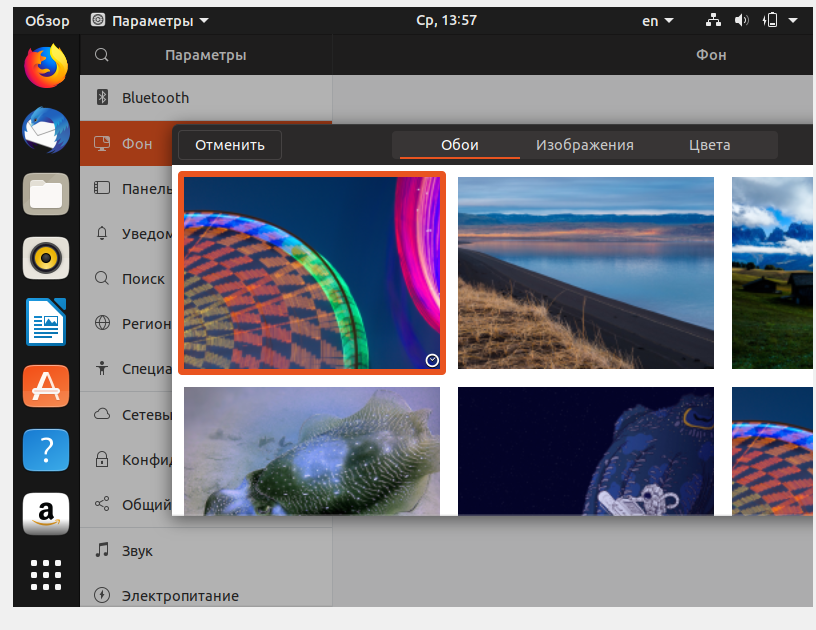 Обзор Параметры Ср, 13:57 en
Параметры Фон
Bluetooth
Фон
Отменить Обои Изображения Цвета
Панель
Уведом
Поиск
Регион
Специа
Сетевы
Конфид
Общий
Звук
Электропитание